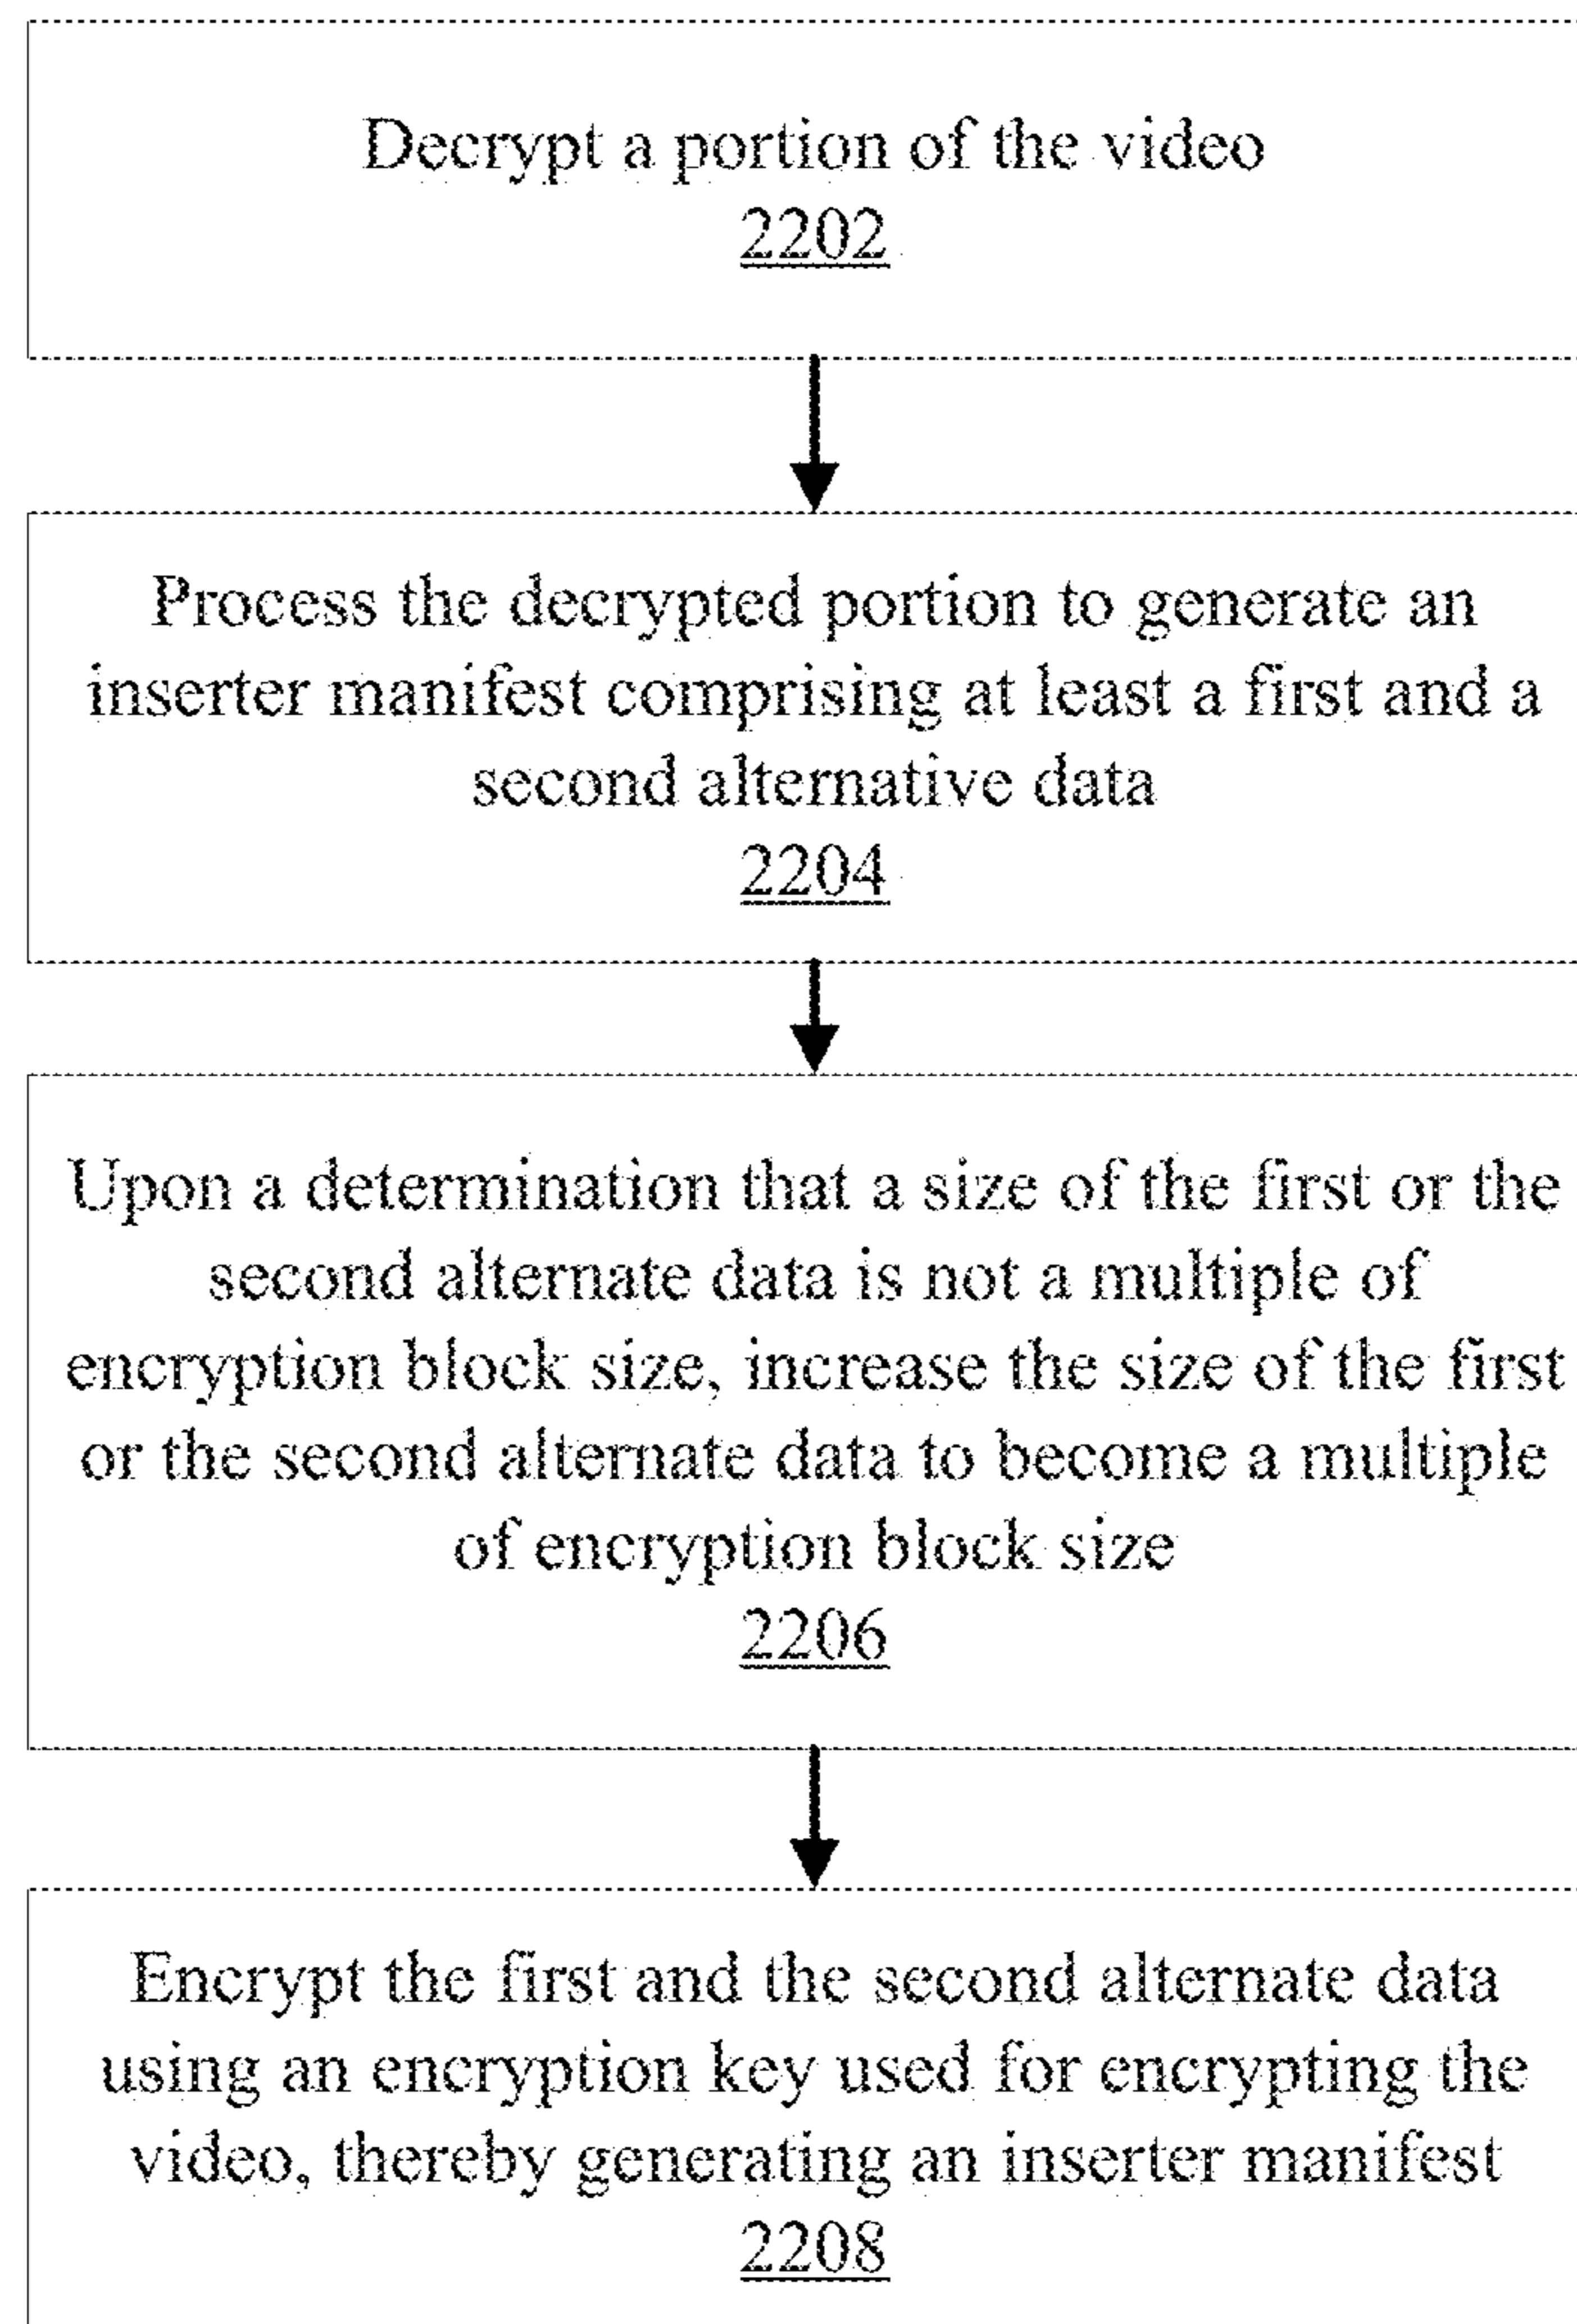 Decrypt a portion of the video
2202
Process the decrypted portion to generate an
inserter manifest comprising at least a first and a
second alternative data
2204
Upon a determination that a size of the first or the
second alternate data is not a multiple of
encryption block size, increase the size of the first
or the second alternate data to become a multiple
of encryption block size
2206
Encrypt the first and the second alternate data
using an encryption key used for encrypting the
video, thereby generating an inserter manifest
2208